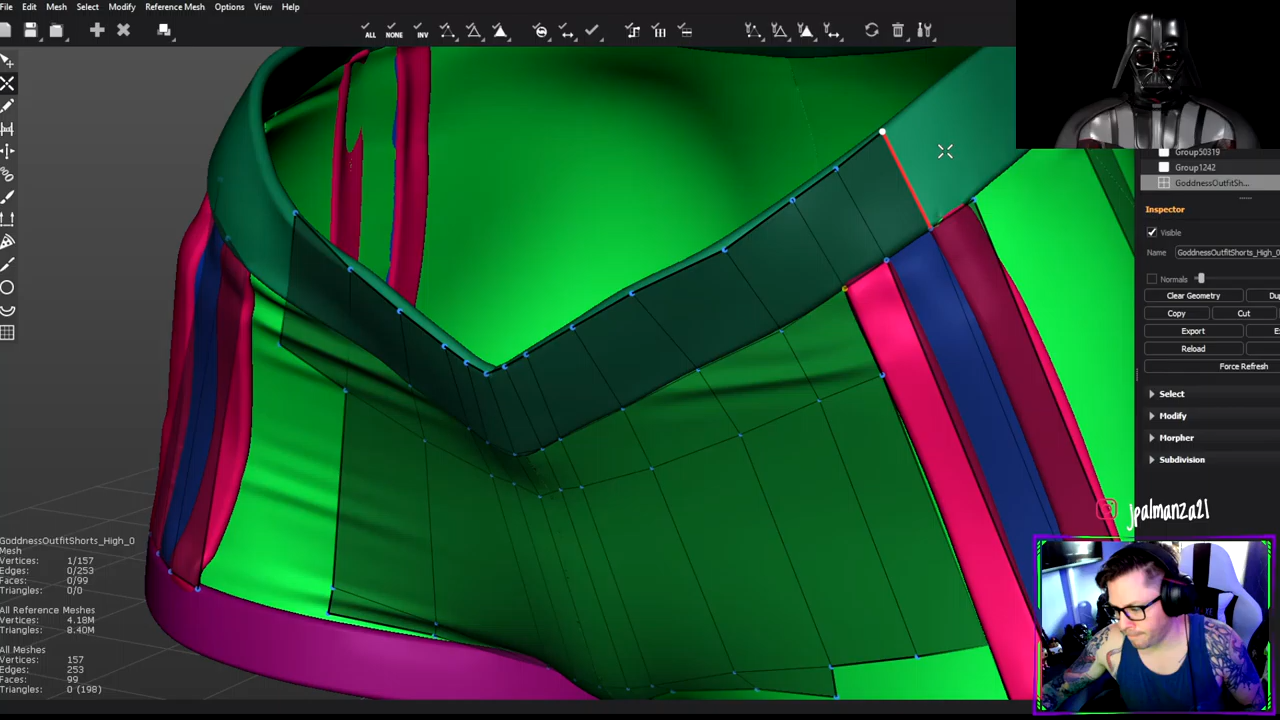 File Edit Mesh Select Modify Reference Mesh Options View Help
ALL NONE INV
Group50319
Group1242
GoddnessOutfitSh...
Inspector
Visible
Name GoddnessOutfitShorts_High_0
Normals
Clear Geometry
Copy Cut
Export
Reload
Force Refresh
Select
Modify
Morpher
Subdivision
jpalmanza21
GoddnessOutfitShorts_High_0
Mesh
Vertices: 1/157
Edges: 0/253
Faces: 0/99
Triangles: 0/0
All Reference Meshes
Vertices: 4.18M
Triangles: 8.40M
All Meshes
Vertices: 157
Edges: 253
Faces: 99
Triangles: 0 (198)